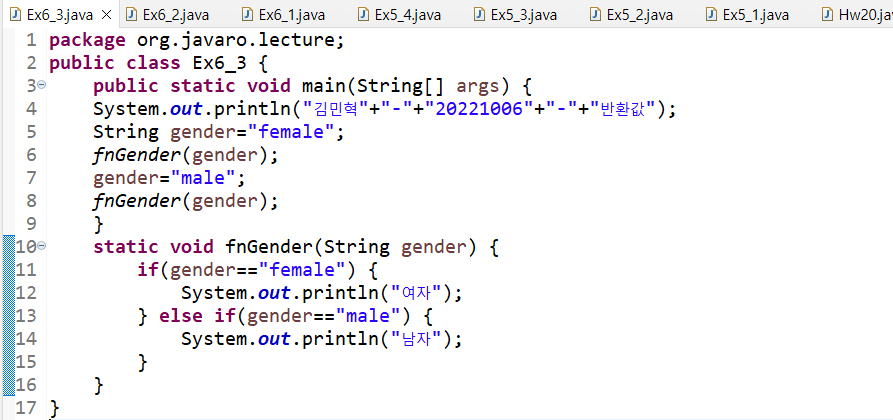 Ex6_3.java Ex6_2.java Ex6_1.java Ex5_4.java Ex5_3.java Ex5_2.java Ex5_1.java Hw20.jav
1 package org.javaro.lecture;
2 public class Ex6_3 {
3 public static void main(String[] args) {
4 System.out.println("김민혁"+"-"+"20221006"+"-"+"반환값");
5 String gender="female";
6 fnGender(gender);
7 gender="male";
8 fnGender(gender);
9 }
10 static void fnGender(String gender) {
11 if(gender=="female") {
12 System.out.println("여자");
13 } else if(gender=="male") {
14 System.out.println("남자");
15 }
16 }
17 }